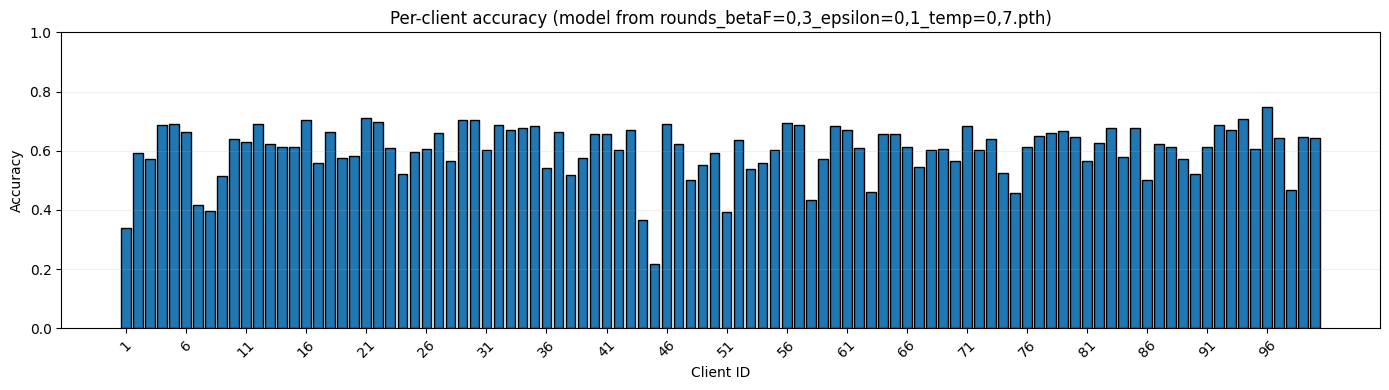 Per-client accuracy (model from rounds_betaF=0,3_epsilon=0,1_temp=0,7.pth)
1.0
0.8
0.6
0.4
0.2
0.0
Accuracy
1 6 11 16 21 26 31 36 41 46 51 56 61 66 71 76 81 86 91 96
Client ID